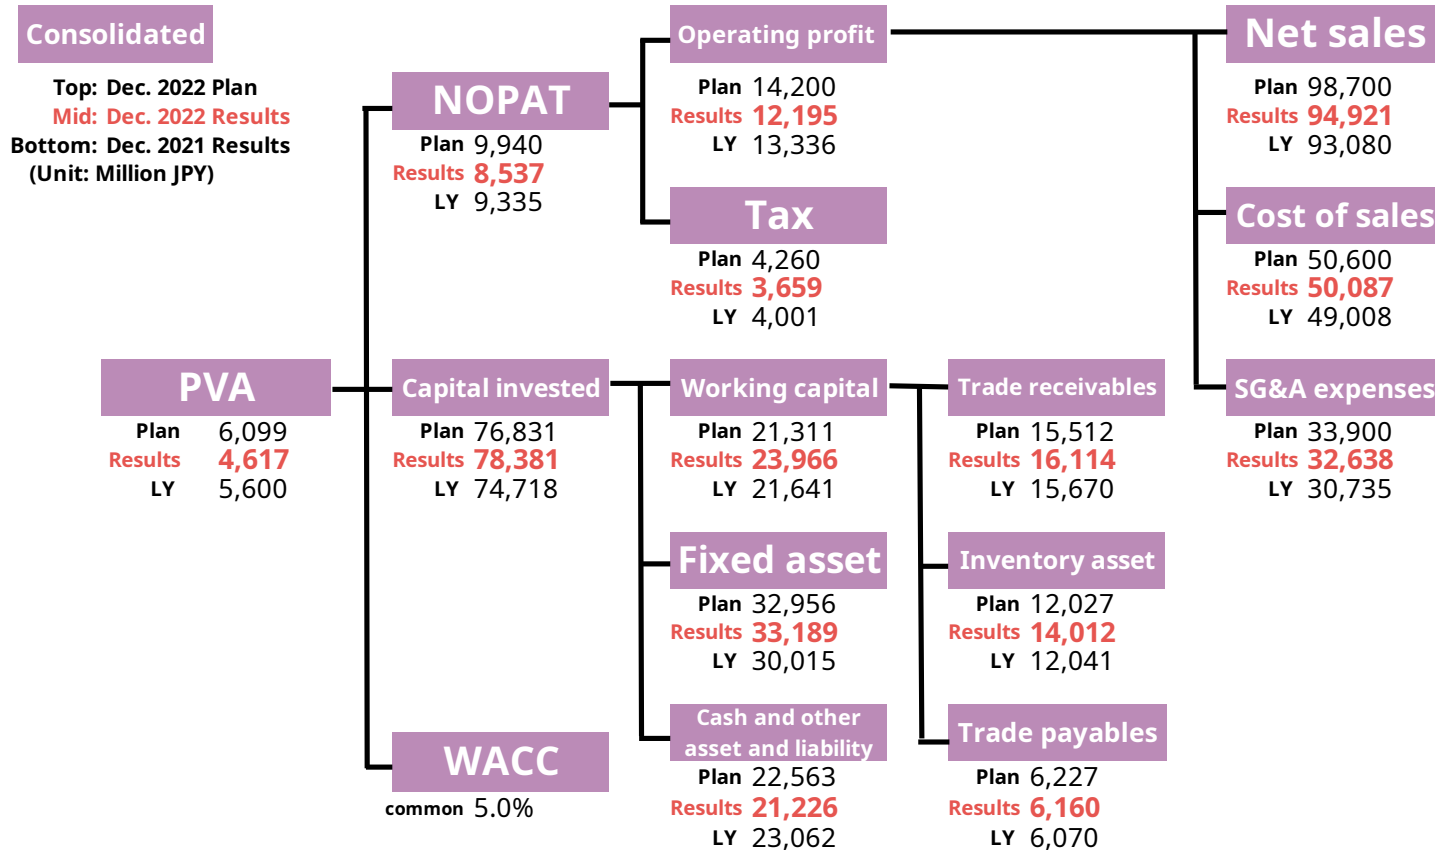 Consolidated
Top: Dec. 2022 Plan
Mid: Dec. 2022 Results
Bottom: Dec. 2021 Results
(Unit: Million JPY)
PVA
Plan 6,099
Results 4,617
LY 5,600
NOPAT
Plan 9,940
Results 8,537
LY 9,335
Capital invested
Plan 76,831
Results 78,381
LY 74,718
WACC
common 5.0%
Operating profit
Plan 14,200
Results 12,195
LY 13,336
Tax
Plan 4,260
Results 3,659
LY 4,001
Working capital
Plan 21,311
Results 23,966
LY 21,641
Fixed asset
Plan 32,956
Results 33,189
LY 30,015
Cash and other
asset and liability
Plan 22,563
Results 21,226
LY 23,062
Trade receivables
Plan 15,512
Results 16,114
LY 15,670
Inventory asset
Plan 12,027
Results 14,012
LY 12,041
Trade payables
Plan 6,227
Results 6,160
LY 6,070
Net sales
Plan 98,700
Results 94,921
LY 93,080
Cost of sales
Plan 50,600
Results 50,087
LY 49,008
SG&A expenses
Plan 33,900
Results 32,638
LY 30,735